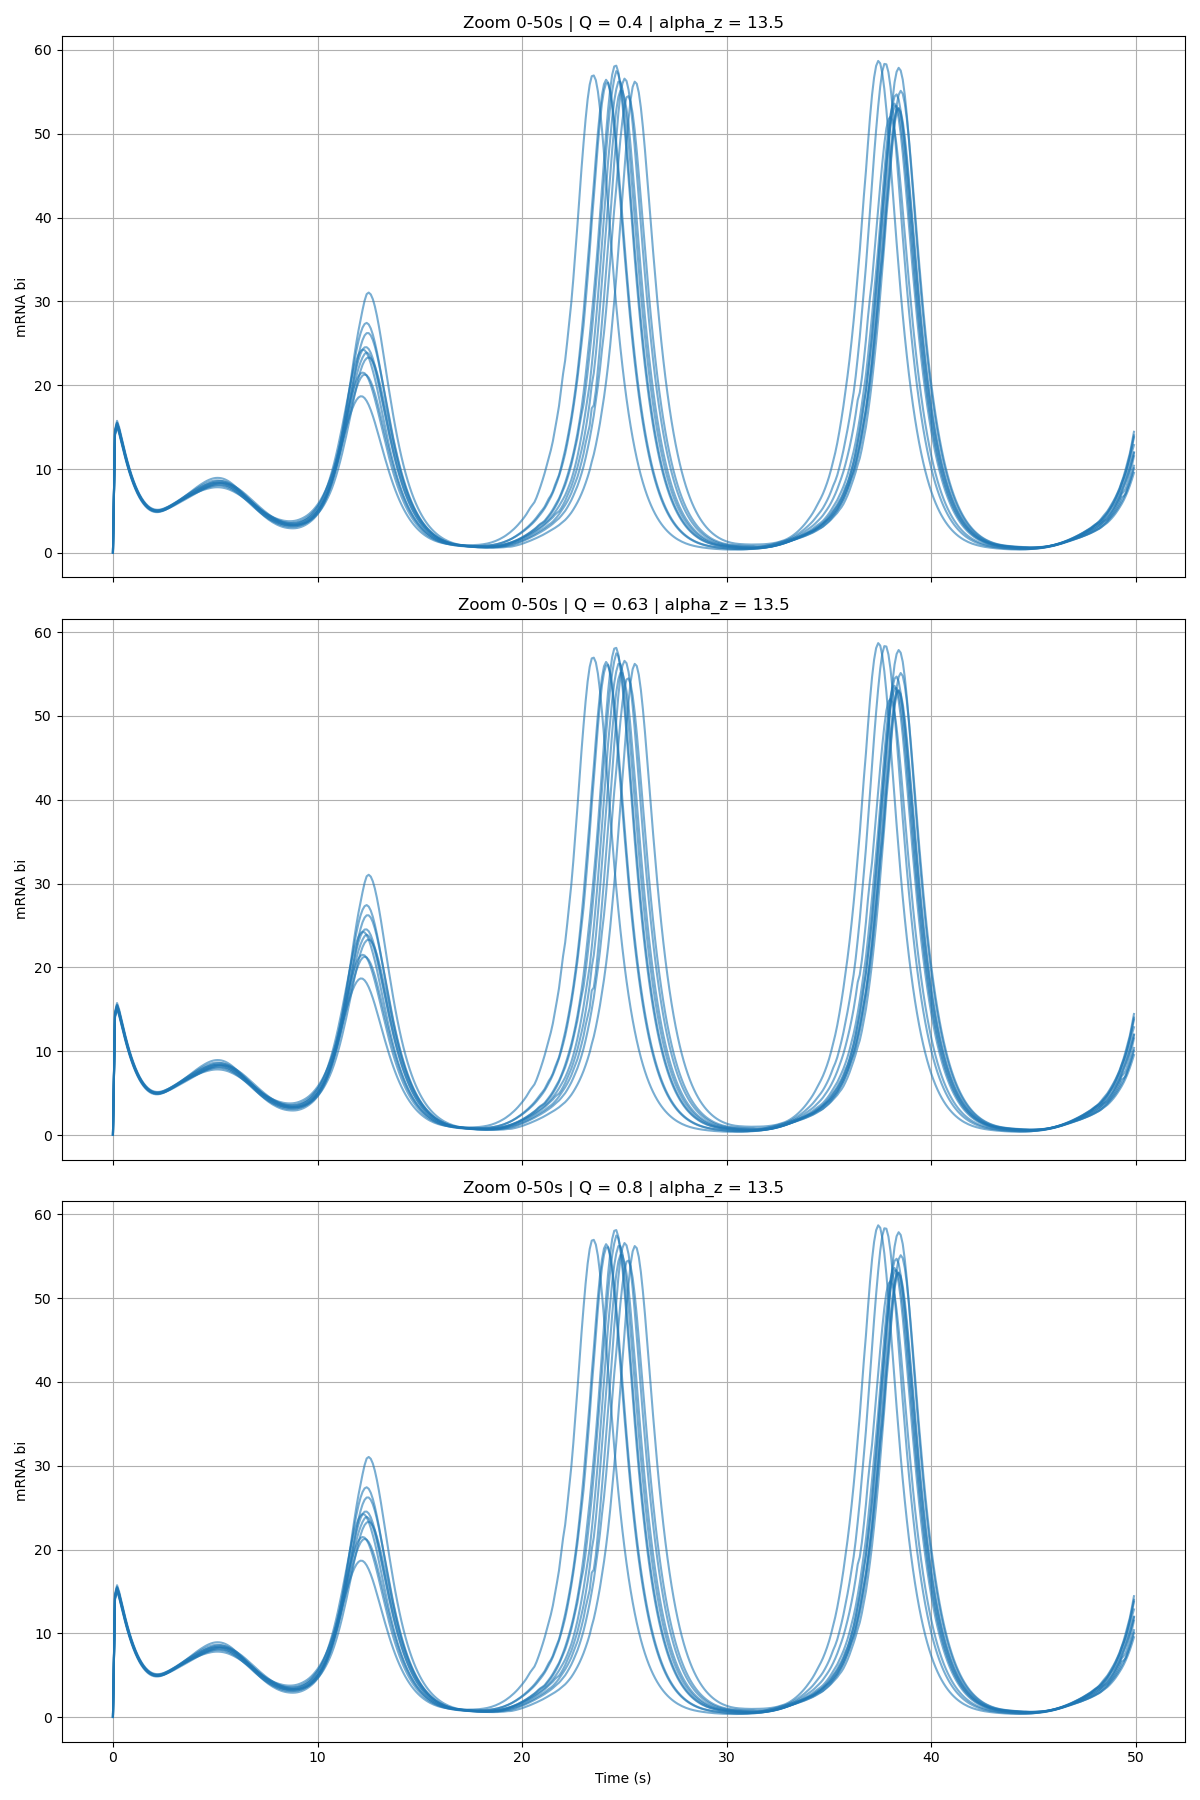 Zoom 0-50s | Q = 0.4 | alpha_z = 13.5
60
50
40
30
20
10
0
mRNA bi
Zoom 0-50s | Q = 0.63 | alpha_z = 13.5
60
50
40
30
20
10
0
mRNA bi
Zoom 0-50s | Q = 0.8 | alpha_z = 13.5
60
50
40
30
20
10
0
mRNA bi
0 10 20 30 40 50
Time (s)